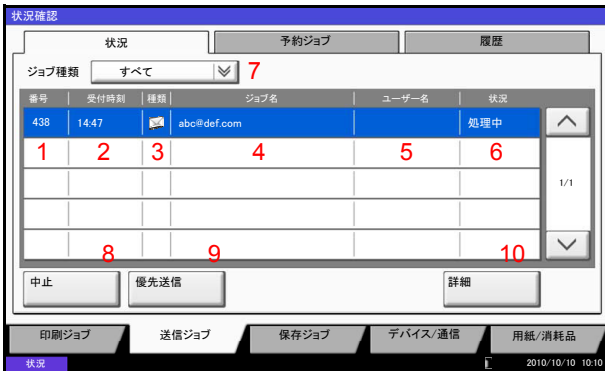 状況確認
状況 予約ジョブ 履歴
ジョブ種類 すべて 7
番号 受付時刻 種類 ジョブ名 ユーザー名 状況
438 14:47 abc@def.com 処理中
1 2 3 4 5 6
1/1
8 9 10
中止 優先送信 詳細
印刷ジョブ 送信ジョブ 保存ジョブ デバイス/通信 用紙/消耗品
状況 2010/10/10 10:10